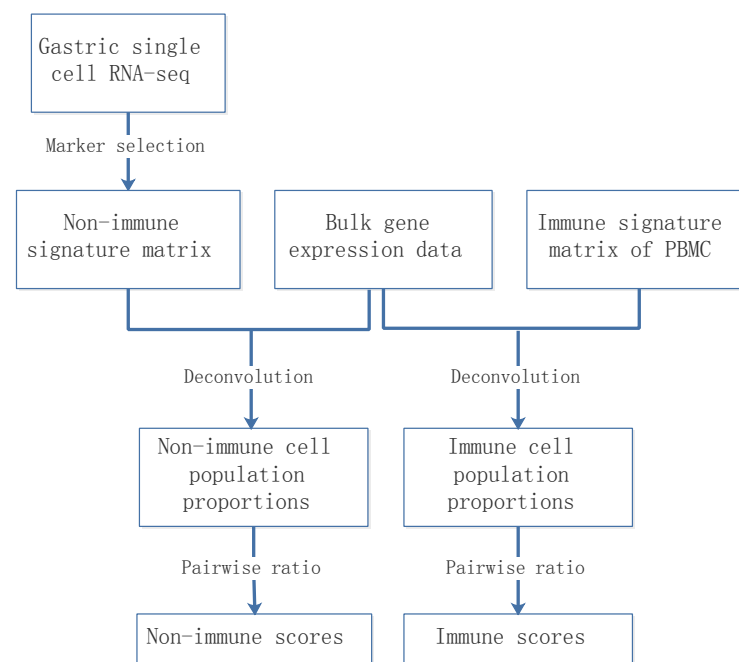 Gastric single
cell RNA-seq
Marker selection
Non-immune
signature matrix
Bulk gene
expression data
Immune signature
matrix of PBMC
Deconvolution
Deconvolution
Non-immune cell
population
proportions
Immune cell
population
proportions
Pairwise ratio
Pairwise ratio
Non-immune scores
Immune scores